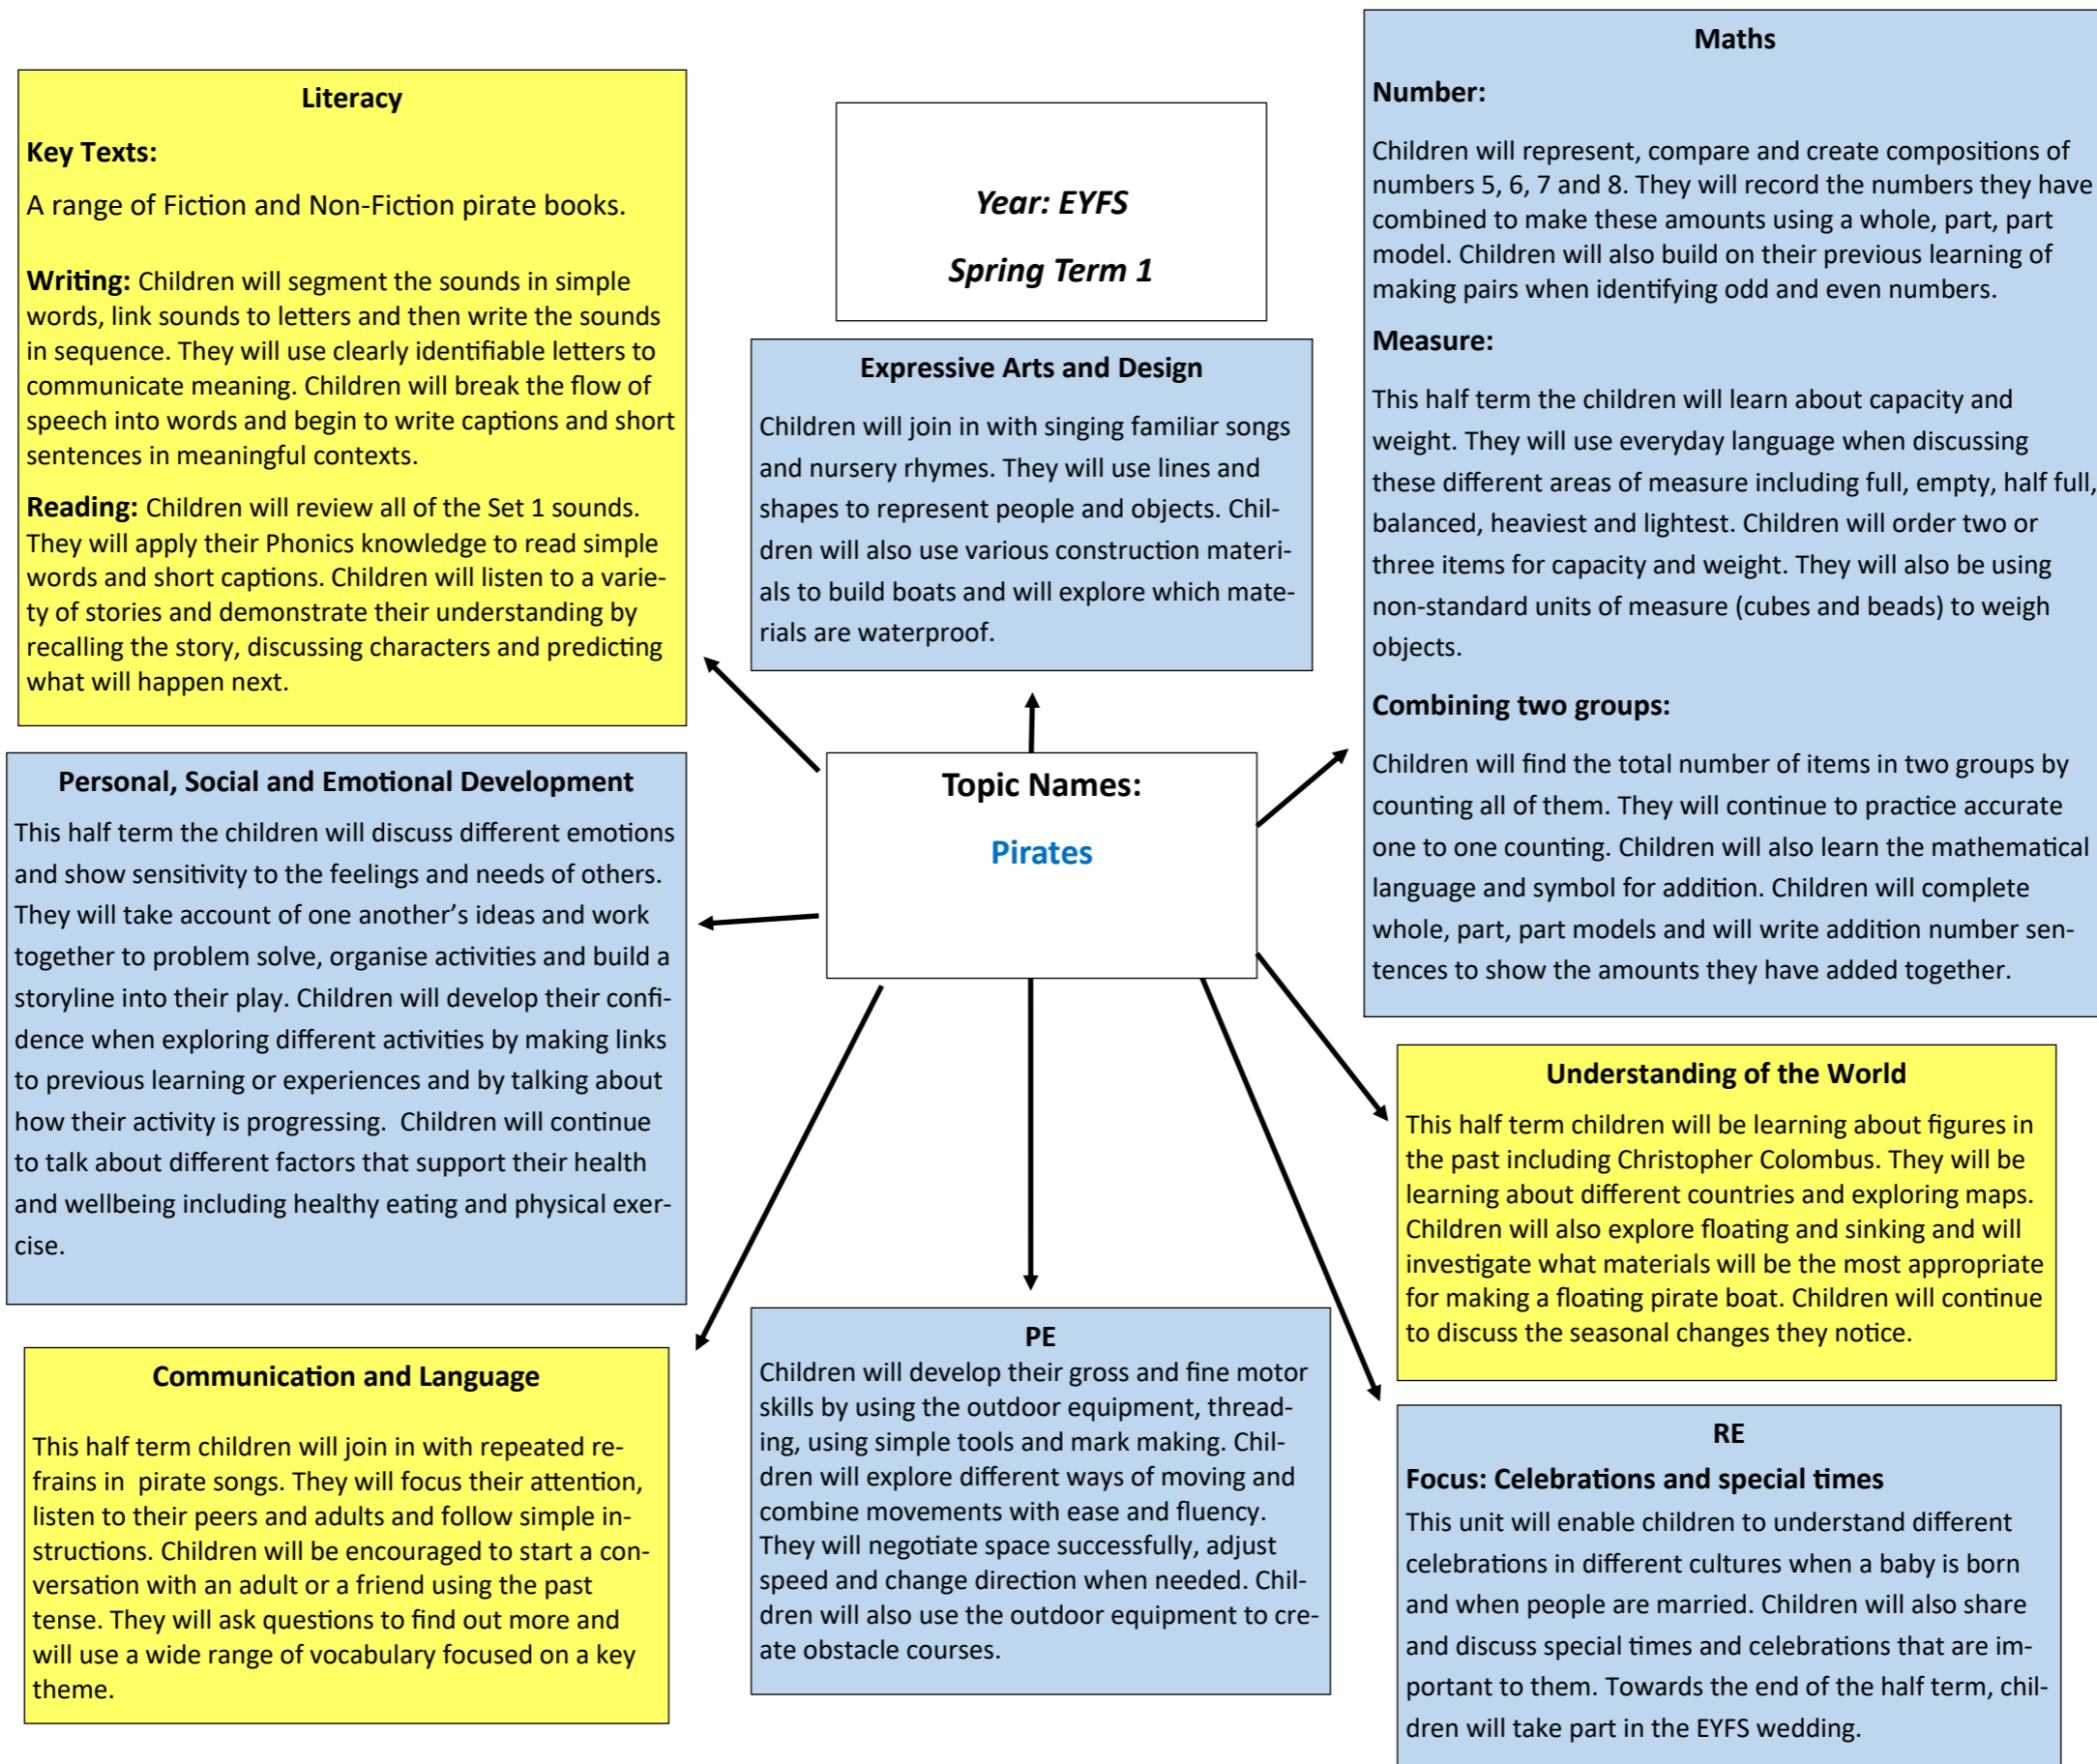 Literacy
Key Texts:
A range of Fiction and Non-Fiction pirate books.
Writing: Children will segment the sounds in simple
words, link sounds to letters and then write the sounds
in sequence. They will use clearly identifiable letters to
communicate meaning. Children will break the flow of
speech into words and begin to write captions and short
sentences in meaningful contexts.
Reading: Children will review all of the Set 1 sounds.
They will apply their Phonics knowledge to read simple
words and short captions. Children will listen to a varie-
ty of stories and demonstrate their understanding by
recalling the story, discussing characters and predicting
what will happen next.
Year: EYFS
Spring Term 1
Expressive Arts and Design
Children will join in with singing familiar songs
and nursery rhymes. They will use lines and
shapes to represent people and objects. Chil-
dren will also use various construction materi-
als to build boats and will explore which mate-
rials are waterproof.
Maths
Number:
Children will represent, compare and create compositions of
numbers 5, 6, 7 and 8. They will record the numbers they have
combined to make these amounts using a whole, part, part
model. Children will also build on their previous learning of
making pairs when identifying odd and even numbers.
Measure:
This half term the children will learn about capacity and
weight. They will use everyday language when discussing
these different areas of measure including full, empty, half full,
balanced, heaviest and lightest. Children will order two or
three items for capacity and weight. They will also be using
non-standard units of measure (cubes and beads) to weigh
objects.
Combining two groups:
Children will find the total number of items in two groups by
counting all of them. They will continue to practice accurate
one to one counting. Children will also learn the mathematical
language and symbol for addition. Children will complete
whole, part, part models and will write addition number sen-
tences to show the amounts they have added together.
Topic Names:
Pirates
Personal, Social and Emotional Development
This half term the children will discuss different emotions
and show sensitivity to the feelings and needs of others.
They will take account of one another’s ideas and work
together to problem solve, organise activities and build a
storyline into their play. Children will develop their confi-
dence when exploring different activities by making links
to previous learning or experiences and by talking about
how their activity is progressing.  Children will continue
to talk about different factors that support their health
and wellbeing including healthy eating and physical exer-
cise.
Understanding of the World
This half term children will be learning about figures in
the past including Christopher Colombus. They will be
learning about different countries and exploring maps.
Children will also explore floating and sinking and will
investigate what materials will be the most appropriate
for making a floating pirate boat. Children will continue
to discuss the seasonal changes they notice.
Communication and Language
This half term children will join in with repeated re-
frains in  pirate songs. They will focus their attention,
listen to their peers and adults and follow simple in-
structions. Children will be encouraged to start a con-
versation with an adult or a friend using the past
tense. They will ask questions to find out more and
will use a wide range of vocabulary focused on a key
theme.
PE
Children will develop their gross and fine motor
skills by using the outdoor equipment, thread-
ing, using simple tools and mark making. Chil-
dren will explore different ways of moving and
combine movements with ease and fluency.
They will negotiate space successfully, adjust
speed and change direction when needed. Chil-
dren will also use the outdoor equipment to cre-
ate obstacle courses.
RE
Focus: Celebrations and special times
This unit will enable children to understand different
celebrations in different cultures when a baby is born
and when people are married. Children will also share
and discuss special times and celebrations that are im-
portant to them. Towards the end of the half term, chil-
dren will take part in the EYFS wedding.